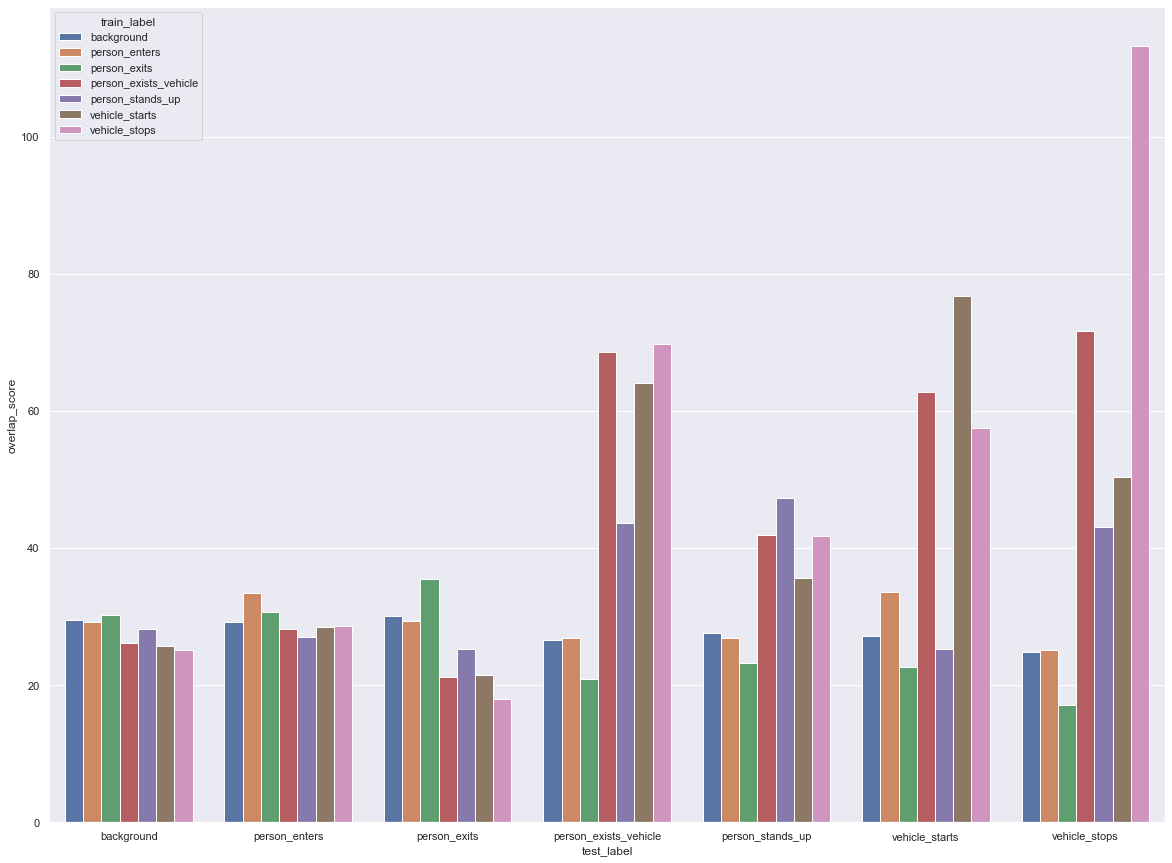 train_label
background
person_enters
person_exits
person_exists_vehicle
person_stands_up
vehicle_starts
vehicle_stops
100
80
60
40
20
0
overlap_score
background person_enters person_exits person_exists_vehicle person_stands_up vehicle_starts vehicle_stops
test_label